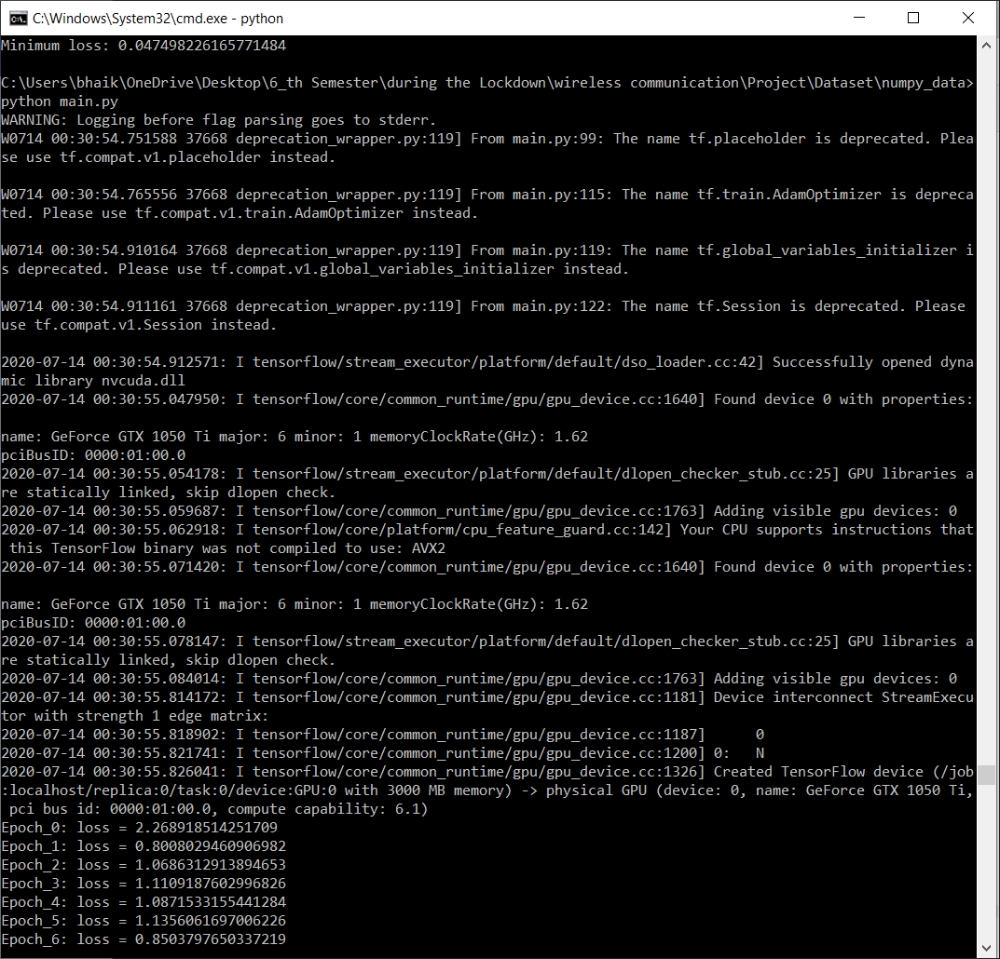 C:\Windows\System32\cmd.exe - python
Minimum loss: 0.047498226165771484
C:\Users\bhaik\OneDrive\Desktop\6_th Semester\during the Lockdown\wireless communication\Project\Dataset\numpy_data>
python main.py
WARNING: Logging before flag parsing goes to stderr.
W0714 00:30:54.751588 37668 deprecation_wrapper.py:119] From main.py:99: The name tf.placeholder is deprecated. Plea
se use tf.compat.v1.placeholder instead.
W0714 00:30:54.765556 37668 deprecation_wrapper.py:119] From main.py:115: The name tf.train.AdamOptimizer is depreca
ted. Please use tf.compat.v1.train.AdamOptimizer instead.
W0714 00:30:54.910164 37668 deprecation_wrapper.py:119] From main.py:119: The name tf.global_variables_initializer i
s deprecated. Please use tf.compat.v1.global_variables_initializer instead.
W0714 00:30:54.911161 37668 deprecation_wrapper.py:119] From main.py:122: The name tf.Session is deprecated. Please
use tf.compat.v1.Session instead.
2020-07-14 00:30:54.912571: I tensorflow/stream_executor/platform/default/dso_loader.cc:42] Successfully opened dyna
mic library nvcuda.dll
2020-07-14 00:30:55.047950: I tensorflow/core/common_runtime/gpu/gpu_device.cc:1640] Found device 0 with properties:
name: GeForce GTX 1050 Ti major: 6 minor: 1 memoryClockRate(GHz): 1.62
pciBusID: 0000:01:00.0
2020-07-14 00:30:55.054178: I tensorflow/stream_executor/platform/default/dlopen_checker_stub.cc:25] GPU libraries a
re statically linked, skip dlopen check.
2020-07-14 00:30:55.059687: I tensorflow/core/common_runtime/gpu/gpu_device.cc:1763] Adding visible gpu devices: 0
2020-07-14 00:30:55.062918: I tensorflow/core/platform/cpu_feature_guard.cc:142] Your CPU supports instructions that
 this TensorFlow binary was not compiled to use: AVX2
2020-07-14 00:30:55.071420: I tensorflow/core/common_runtime/gpu/gpu_device.cc:1640] Found device 0 with properties:
name: GeForce GTX 1050 Ti major: 6 minor: 1 memoryClockRate(GHz): 1.62
pciBusID: 0000:01:00.0
2020-07-14 00:30:55.078147: I tensorflow/stream_executor/platform/default/dlopen_checker_stub.cc:25] GPU libraries a
re statically linked, skip dlopen check.
2020-07-14 00:30:55.084014: I tensorflow/core/common_runtime/gpu/gpu_device.cc:1763] Adding visible gpu devices: 0
2020-07-14 00:30:55.814172: I tensorflow/core/common_runtime/gpu/gpu_device.cc:1181] Device interconnect StreamExecu
tor with strength 1 edge matrix:
2020-07-14 00:30:55.818902: I tensorflow/core/common_runtime/gpu/gpu_device.cc:1187]      0
2020-07-14 00:30:55.821741: I tensorflow/core/common_runtime/gpu/gpu_device.cc:1200] 0:   N
2020-07-14 00:30:55.826041: I tensorflow/core/common_runtime/gpu/gpu_device.cc:1326] Created TensorFlow device (/job
:localhost/replica:0/task:0/device:GPU:0 with 3000 MB memory) -> physical GPU (device: 0, name: GeForce GTX 1050 Ti,
 pci bus id: 0000:01:00.0, compute capability: 6.1)
Epoch_0: loss = 2.268918514251709
Epoch_1: loss = 0.8008029460906982
Epoch_2: loss = 1.0686312913894653
Epoch_3: loss = 1.1109187602996826
Epoch_4: loss = 1.0871533155441284
Epoch_5: loss = 1.1356061697006226
Epoch_6: loss = 0.8503797650337219